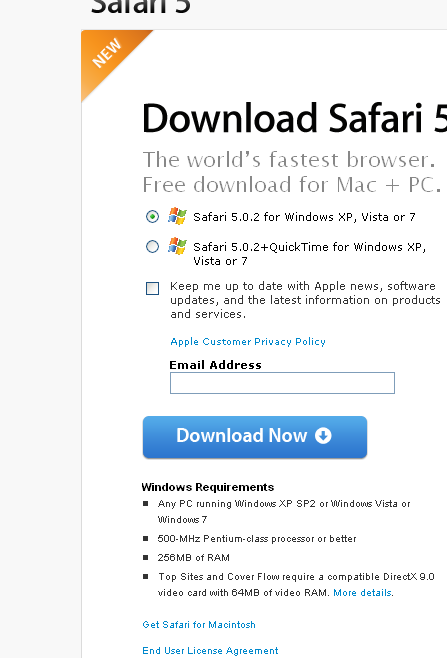 Safari 5
NEW
Download Safari 5
The world's fastest browser.
Free download for Mac + PC.
Safari 5.0.2 for Windows XP, Vista or 7
Safari 5.0.2+QuickTime for Windows XP,
Vista or 7
Keep me up to date with Apple news, software
updates, and the latest information on products
and services.
Apple Customer Privacy Policy
Email Address
Download Now
Windows Requirements
Any PC running Windows XP SP2 or Windows Vista or
Windows 7
500-MHz Pentium-class processor or better
256MB of RAM
Top Sites and Cover Flow require a compatible DirectX 9.0
video card with 64MB of video RAM. More details.
Get Safari for Macintosh
End User License Agreement